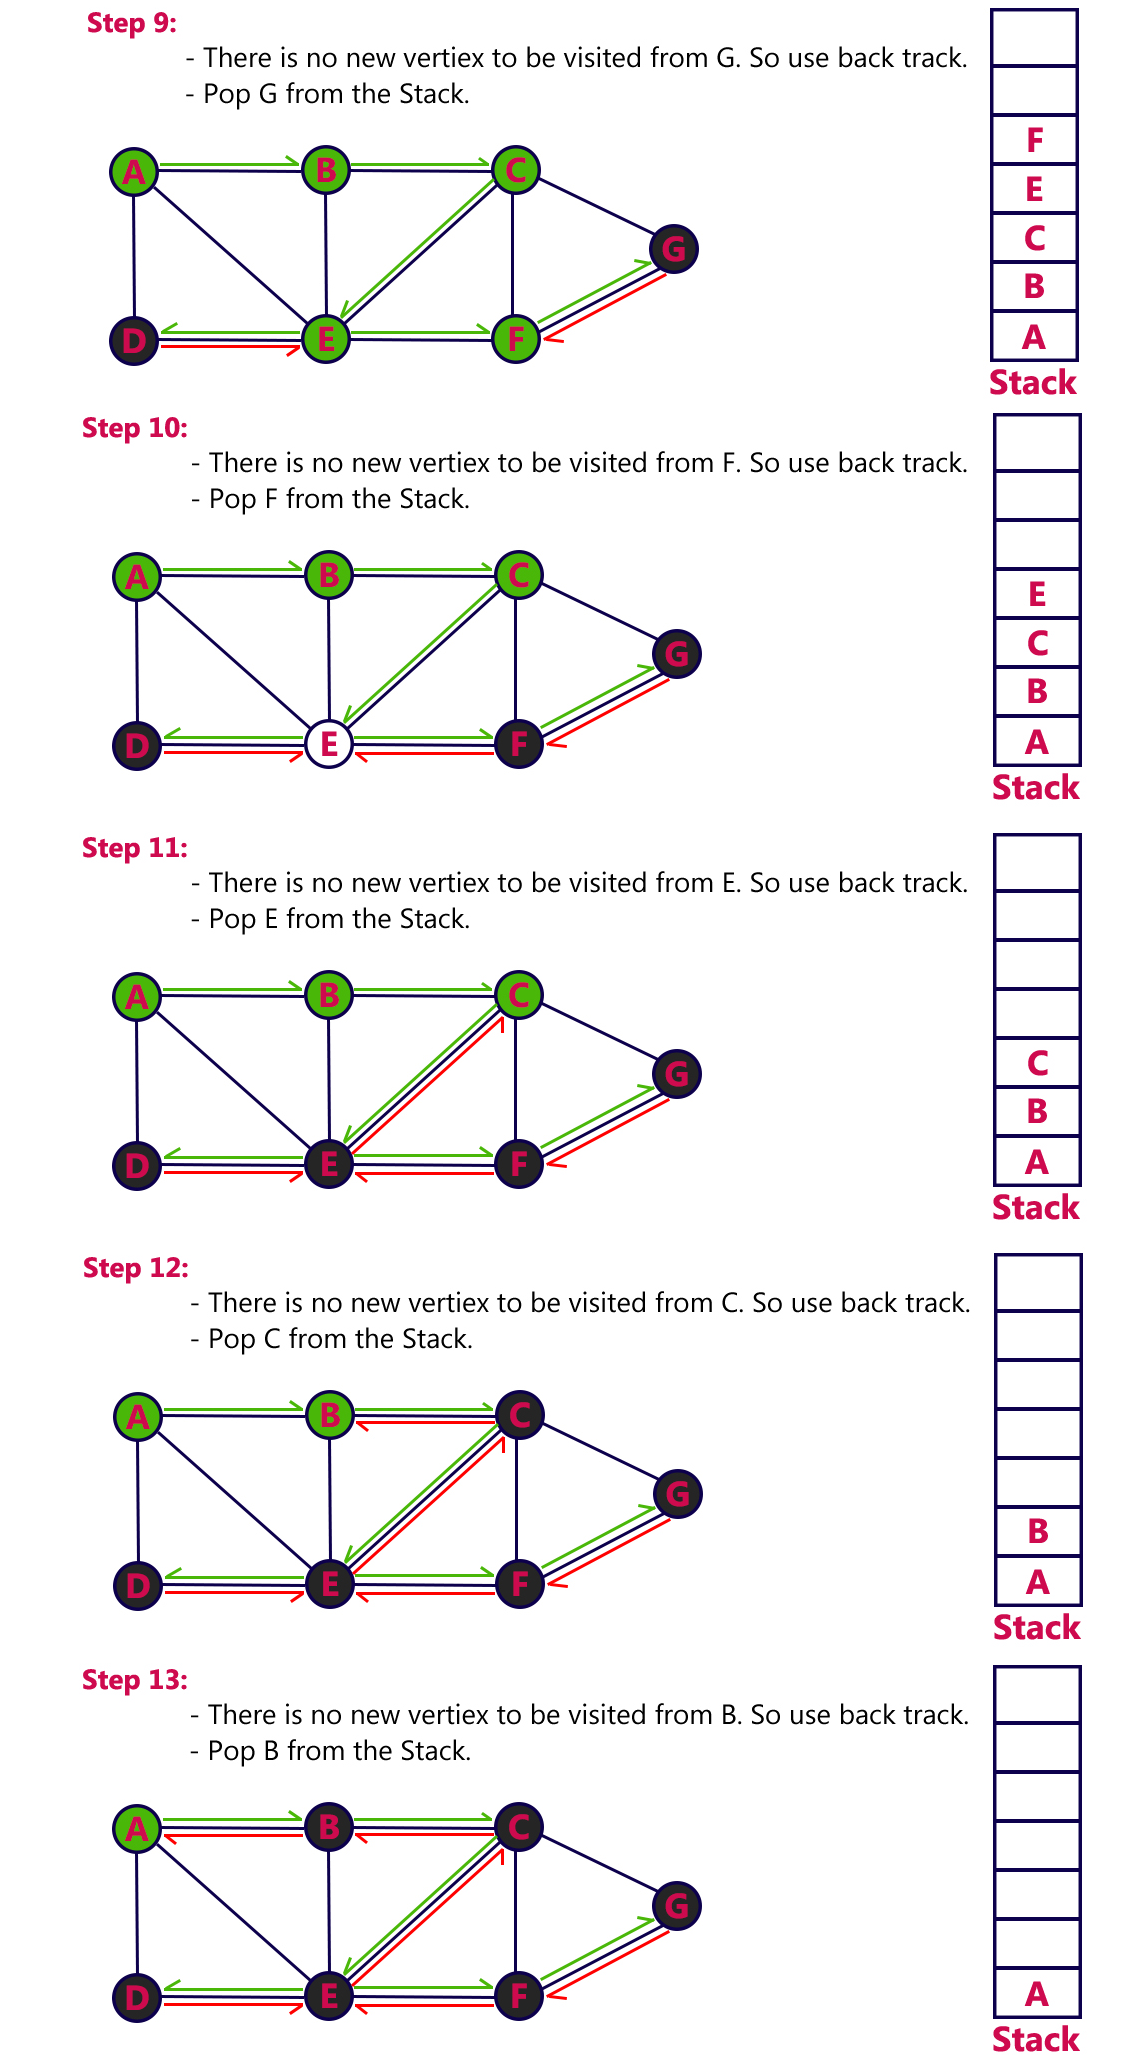 Step 9:
- There is no new vertiex to be visited from G. So use back track.
- Pop G from the Stack.
A B C
G
D E F
F
E
C
B
A
Stack
Step 10:
- There is no new vertiex to be visited from F. So use back track.
- Pop F from the Stack.
A B C
G
D E F
E
C
B
A
Stack
Step 11:
- There is no new vertiex to be visited from E. So use back track.
- Pop E from the Stack.
A B C
G
D E F
C
B
A
Stack
Step 12:
- There is no new vertiex to be visited from C. So use back track.
- Pop C from the Stack.
A B C
G
D E F
B
A
Stack
Step 13:
- There is no new vertiex to be visited from B. So use back track.
- Pop B from the Stack.
A B C
G
D E F
A
Stack